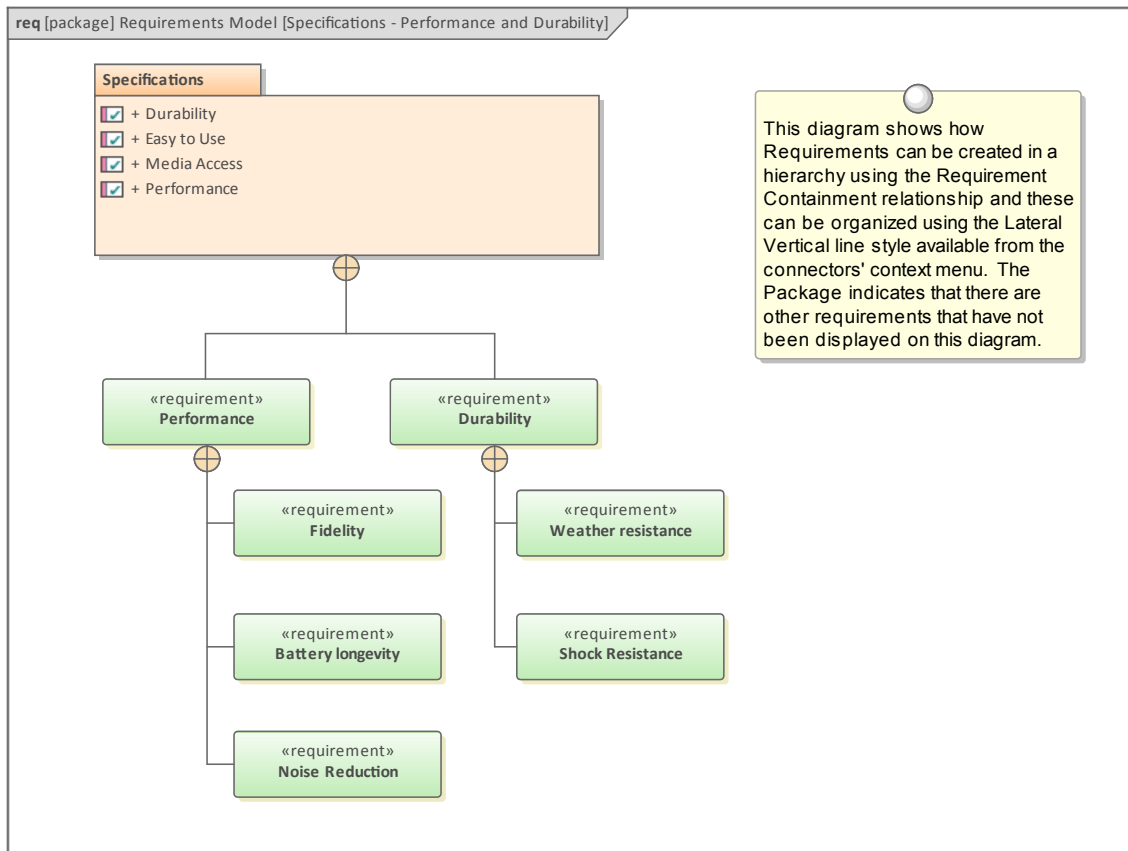 req [package] Requirements Model [Specifications - Performance and Durability]
Specifications
+ Durability
+ Easy to Use
+ Media Access
+ Performance
This diagram shows how
Requirements can be created in a
hierarchy using the Requirement
Containment relationship and these
can be organized using the Lateral
Vertical line style available from the
connectors' context menu. The
Package indicates that there are
other requirements that have not
been displayed on this diagram.
«requirement»
Performance
«requirement»
Durability
«requirement»
Fidelity
«requirement»
Weather resistance
«requirement»
Battery longevity
«requirement»
Shock Resistance
«requirement»
Noise Reduction